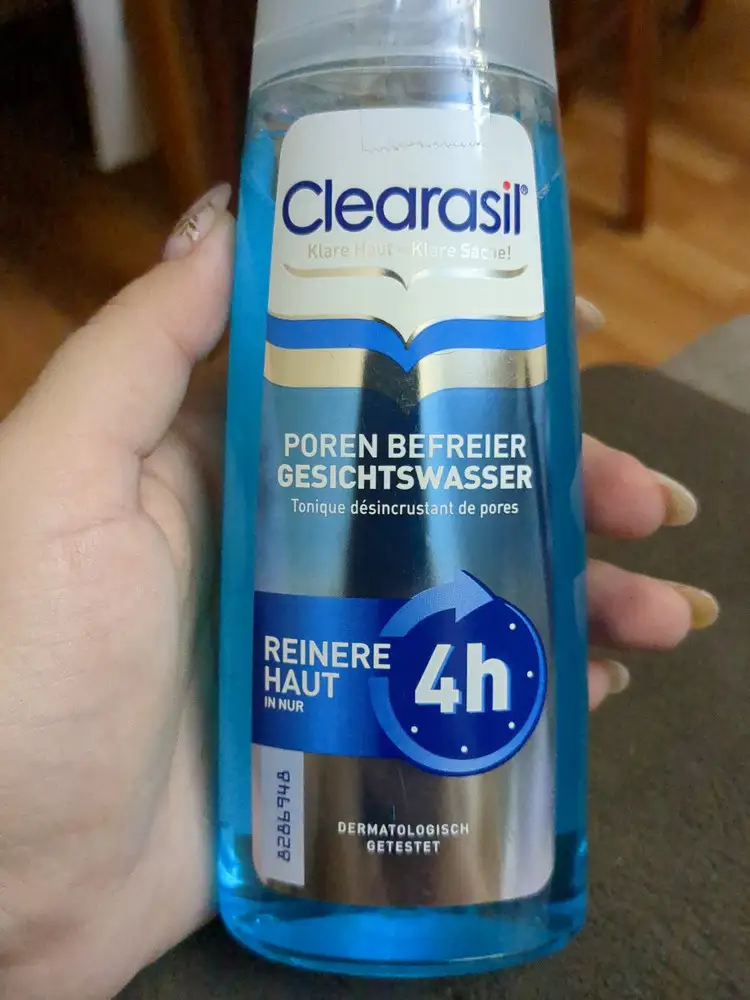 Clearasil®
Klare Haut - Klare Sache!
POREN BEFREIER
GESICHTSWASSER
Tonique désincrustant de pores
REINERE
HAUT
IN NUR
4h
8286948
DERMATOLOGISCH
GETESTET